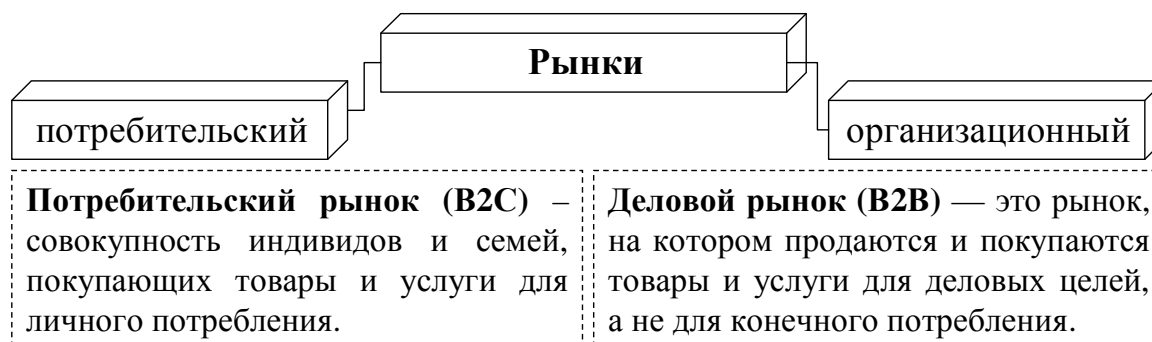 Рынки
потребительский
организационный
Потребительский рынок (B2C) –
совокупность индивидов и семей,
покупающих товары и услуги для
личного потребления.
Деловой рынок (B2B) — это рынок,
на котором продаются и покупаются
товары и услуги для деловых целей,
а не для конечного потребления.